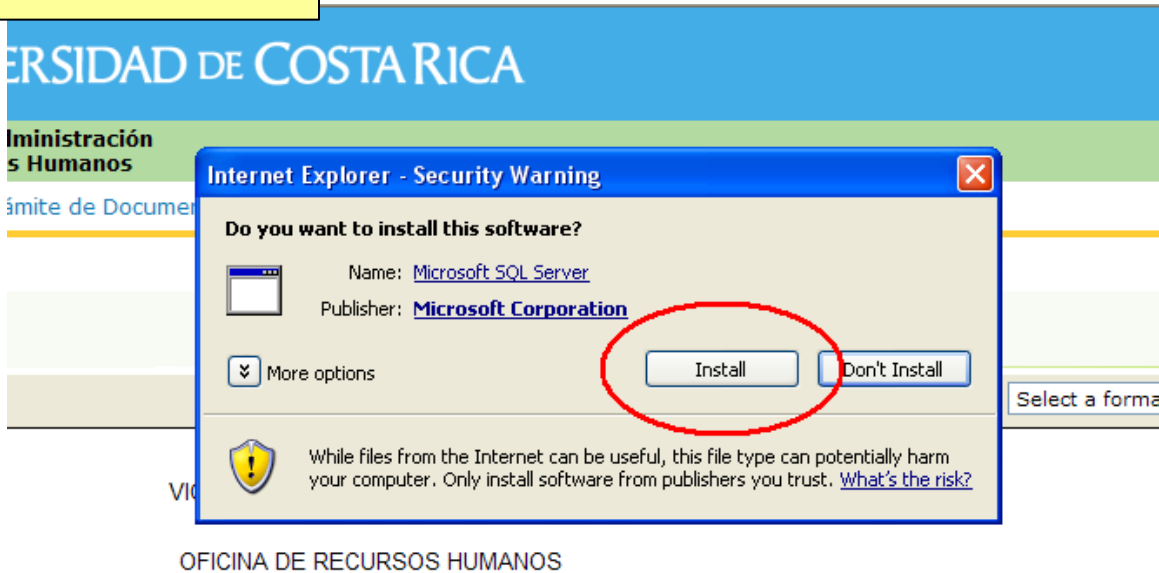 ERSIDAD DE COSTA RICA
dministración
s Humanos
ámite de Documen
Internet Explorer - Security Warning
Do you want to install this software?
Name: Microsoft SQL Server
Publisher: Microsoft Corporation
More options
Install
Don't Install
Select a forma
While files from the Internet can be useful, this file type can potentially harm
your computer. Only install software from publishers you trust. What's the risk?
VIC
OFICINA DE RECURSOS HUMANOS